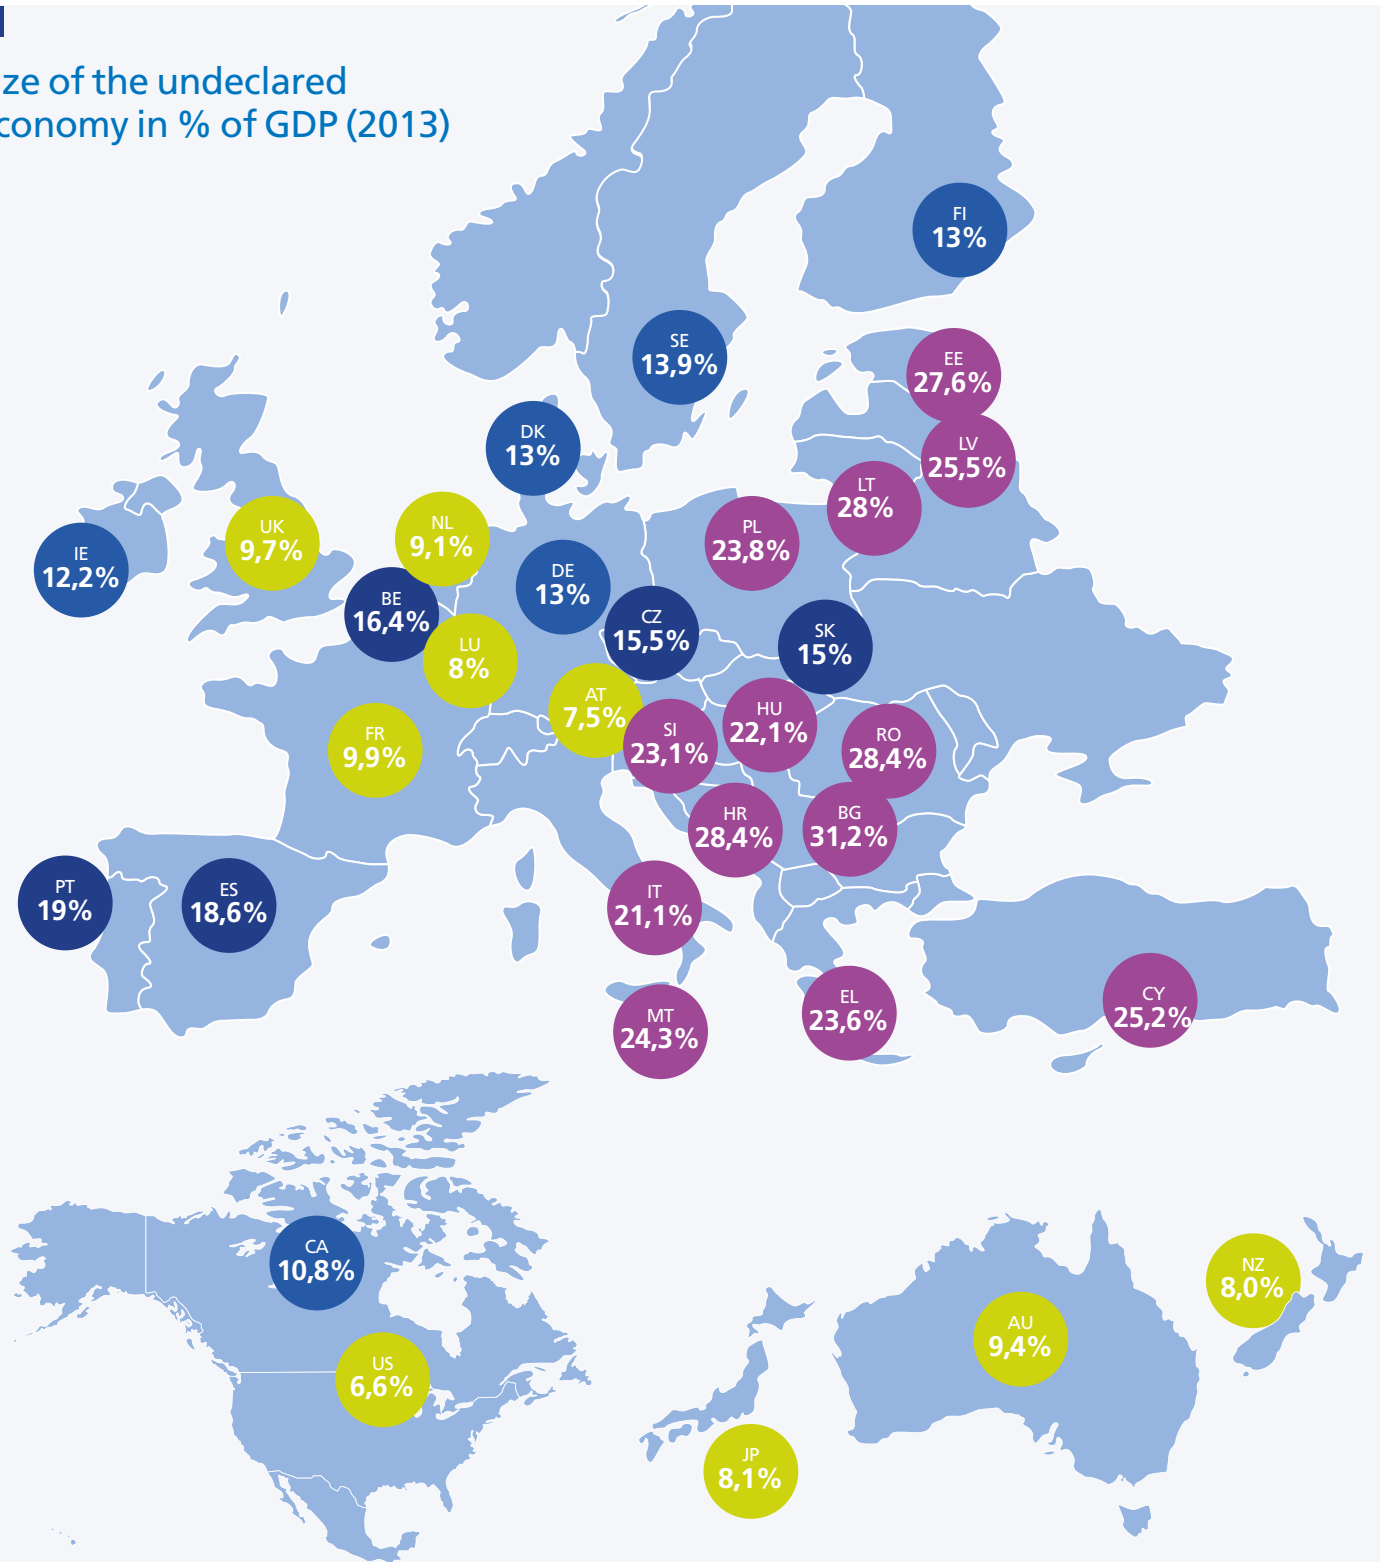 ze of the undeclared
conomy in % of GDP (2013)
FI
13%
SE
13,9%
EE
27,6%
DK
13%
LV
25,5%
LT
28%
UK
9,7%
NL
9,1%
PL
23,8%
IE
12,2%
DE
13%
BE
16,4%
CZ
15,5%
SK
15%
LU
8%
AT
7,5%
FR
9,9%
SI
23,1%
HU
22,1%
RO
28,4%
HR
28,4%
BG
31,2%
PT
19%
ES
18,6%
IT
21,1%
MT
24,3%
EL
23,6%
CY
25,2%
CA
10,8%
US
6,6%
NZ
8,0%
AU
9,4%
JP
8,1%